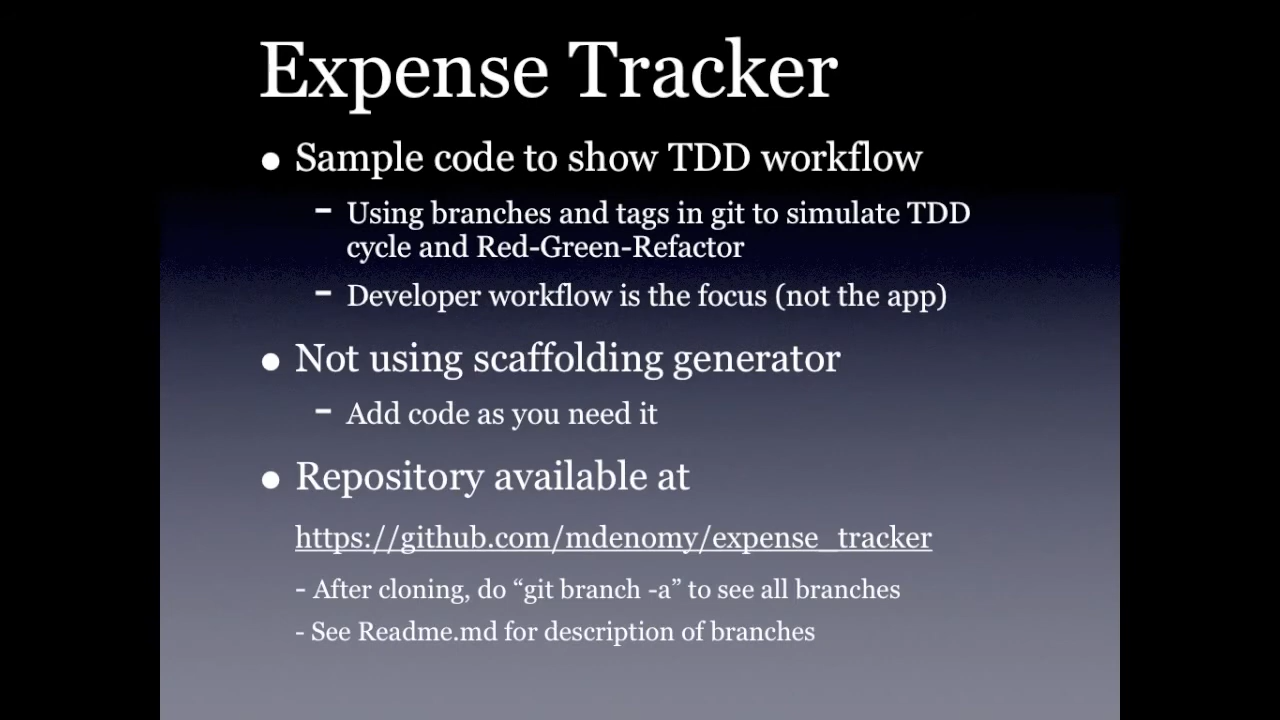 Expense Tracker
• Sample code to show TDD workflow
- Using branches and tags in git to simulate TDD
cycle and Red-Green-Refactor
- Developer workflow is the focus (not the app)
• Not using scaffolding generator
- Add code as you need it
• Repository available at
https://github.com/mdenomy/expense_tracker
- After cloning, do “git branch -a” to see all branches
- See Readme.md for description of branches